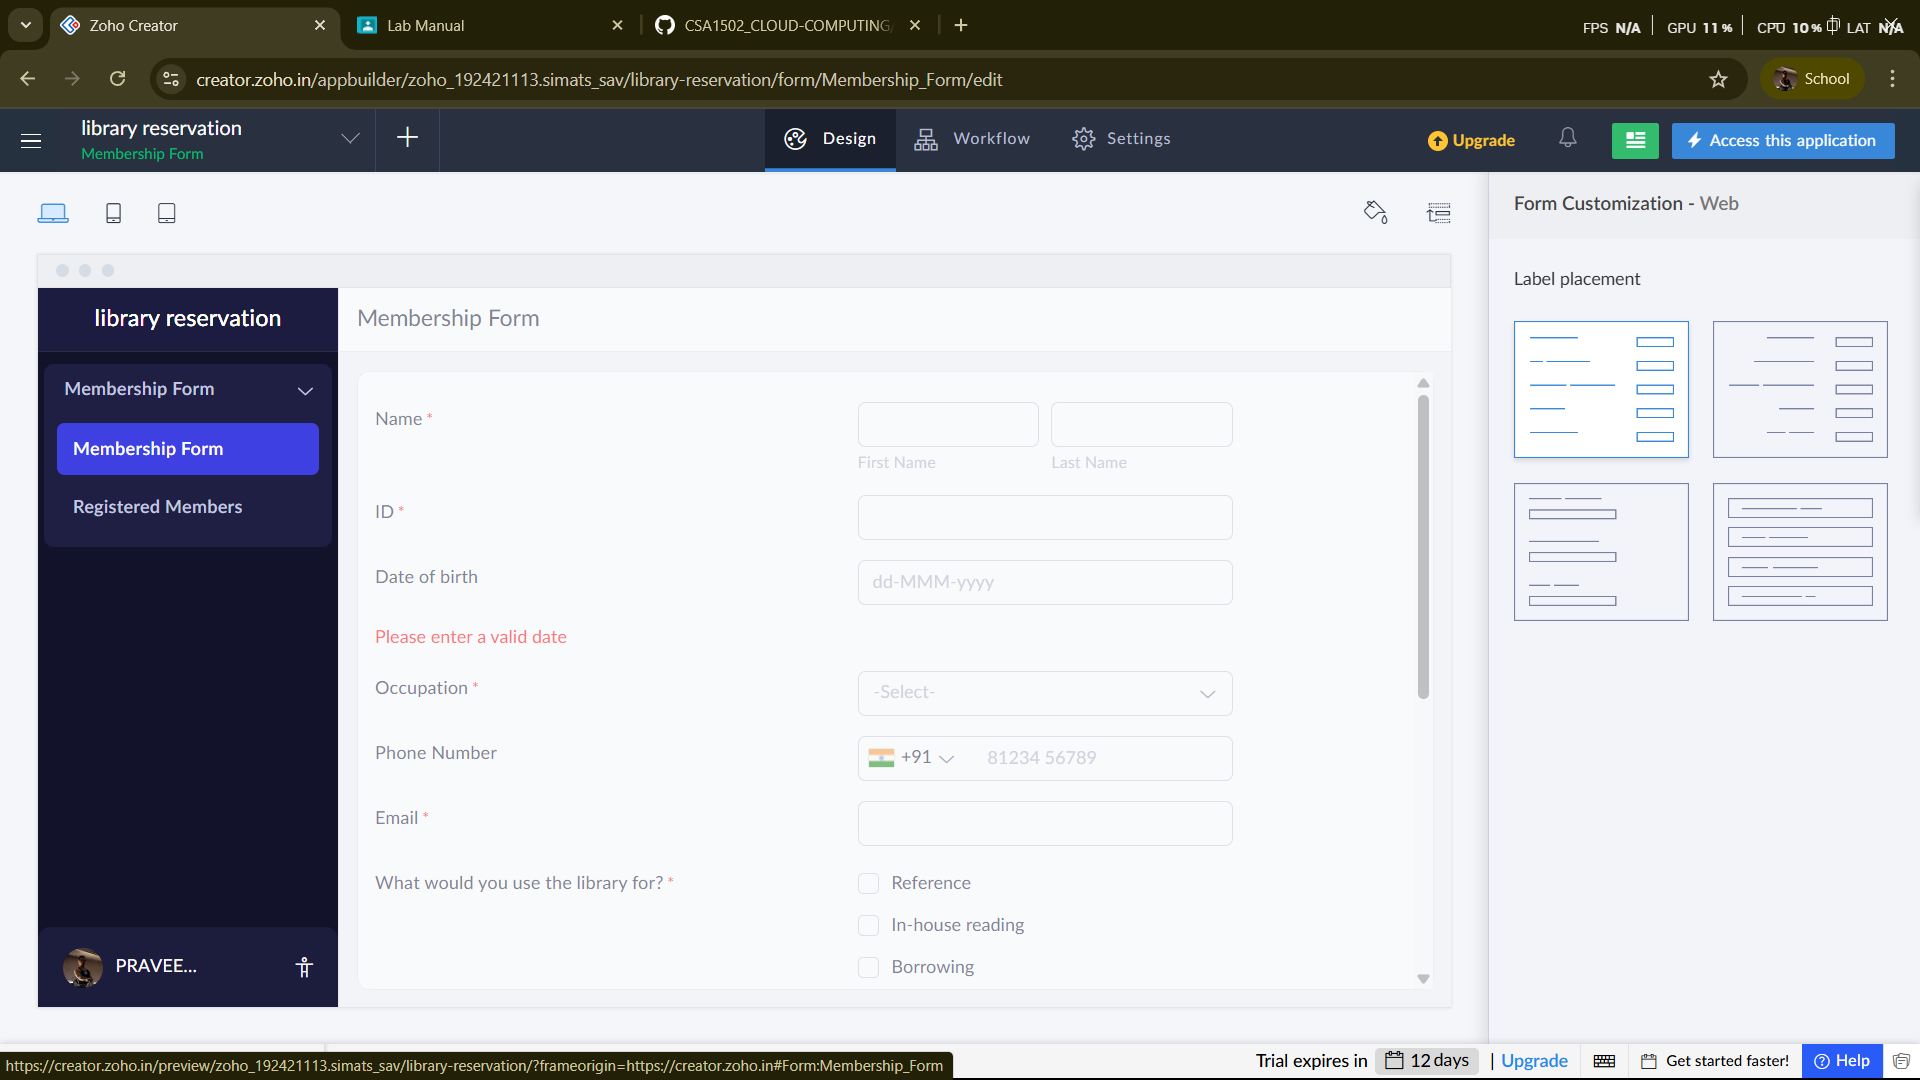 Zoho Creator
Lab Manual
CSA1502_CLOUD-COMPUTING
FPS N/A GPU 11% CPU 10% LAT N/A
creator.zoho.in/appbuilder/zoho_192421113.simats_sav/library-reservation/form/Membership_Form/edit
School
library reservation
Membership Form
Design
Workflow
Settings
Upgrade
Access this application
Form Customization - Web
Label placement
library reservation
Membership Form
Membership Form
Registered Members
PRAVEE...
Membership Form
Name *
First Name
Last Name
ID *
Date of birth
dd-MMM-yyyy
Please enter a valid date
Occupation *
-Select-
Phone Number
+91
81234 56789
Email *
What would you use the library for? *
Reference
In-house reading
Borrowing
https://creator.zoho.in/preview/zoho_192421113.simats_sav/library-reservation/?frameorigin=https://creator.zoho.in#Form:Membership_Form
Trial expires in 12 days | Upgrade
Get started faster!
Help